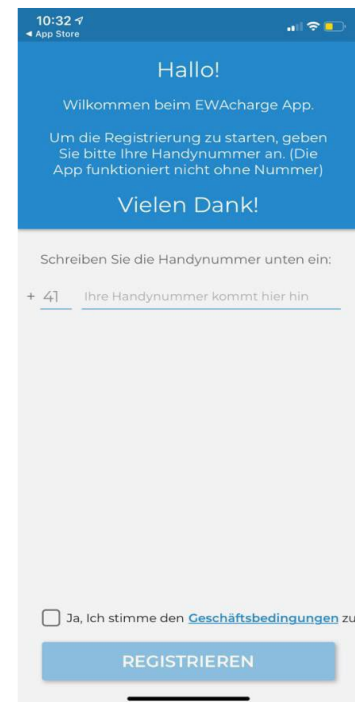 10:32
◀ App Store
Hallo!
Willkommen beim EWAcharge App.
Um die Registrierung zu starten, geben
Sie bitte Ihre Handynummer an. (Die
App funktioniert nicht ohne Nummer)
Vielen Dank!
Schreiben Sie die Handynummer unten ein:
+ 41 Ihre Handynummer kommt hier hin
Ja, Ich stimme den Geschäftsbedingungen zu
REGISTRIEREN